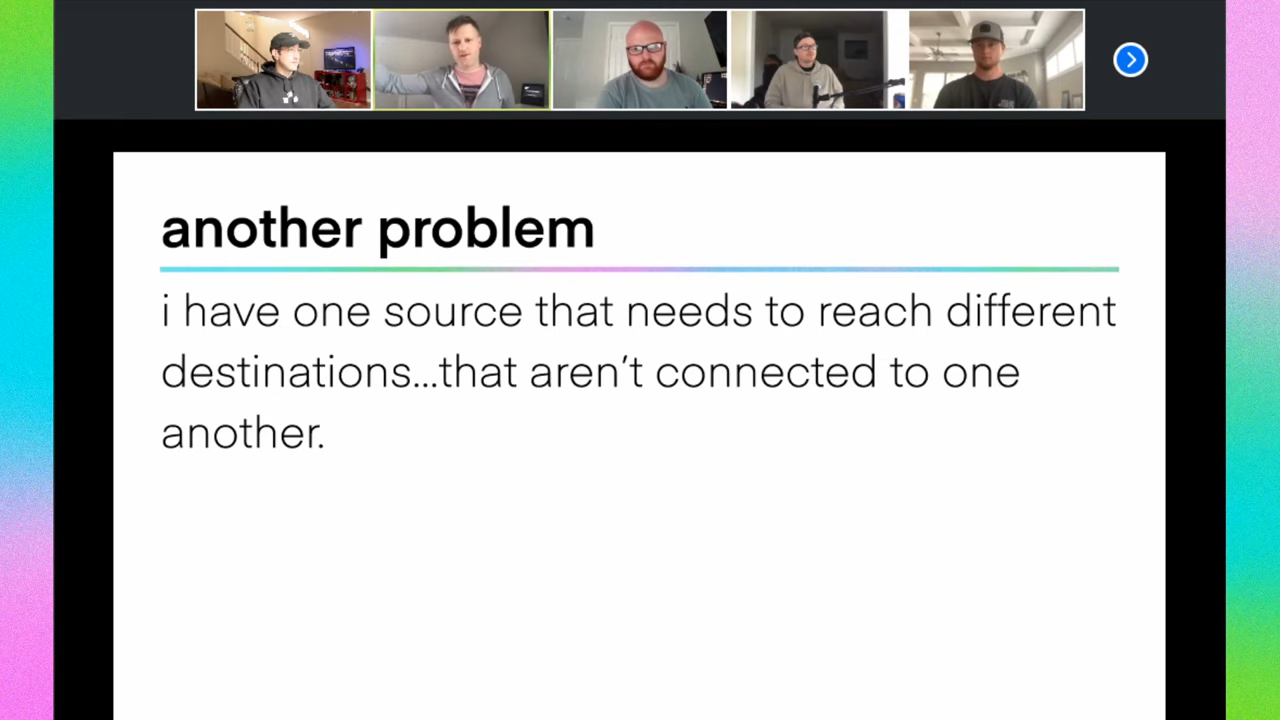 another problem
i have one source that needs to reach different
destinations...that aren't connected to one
another.